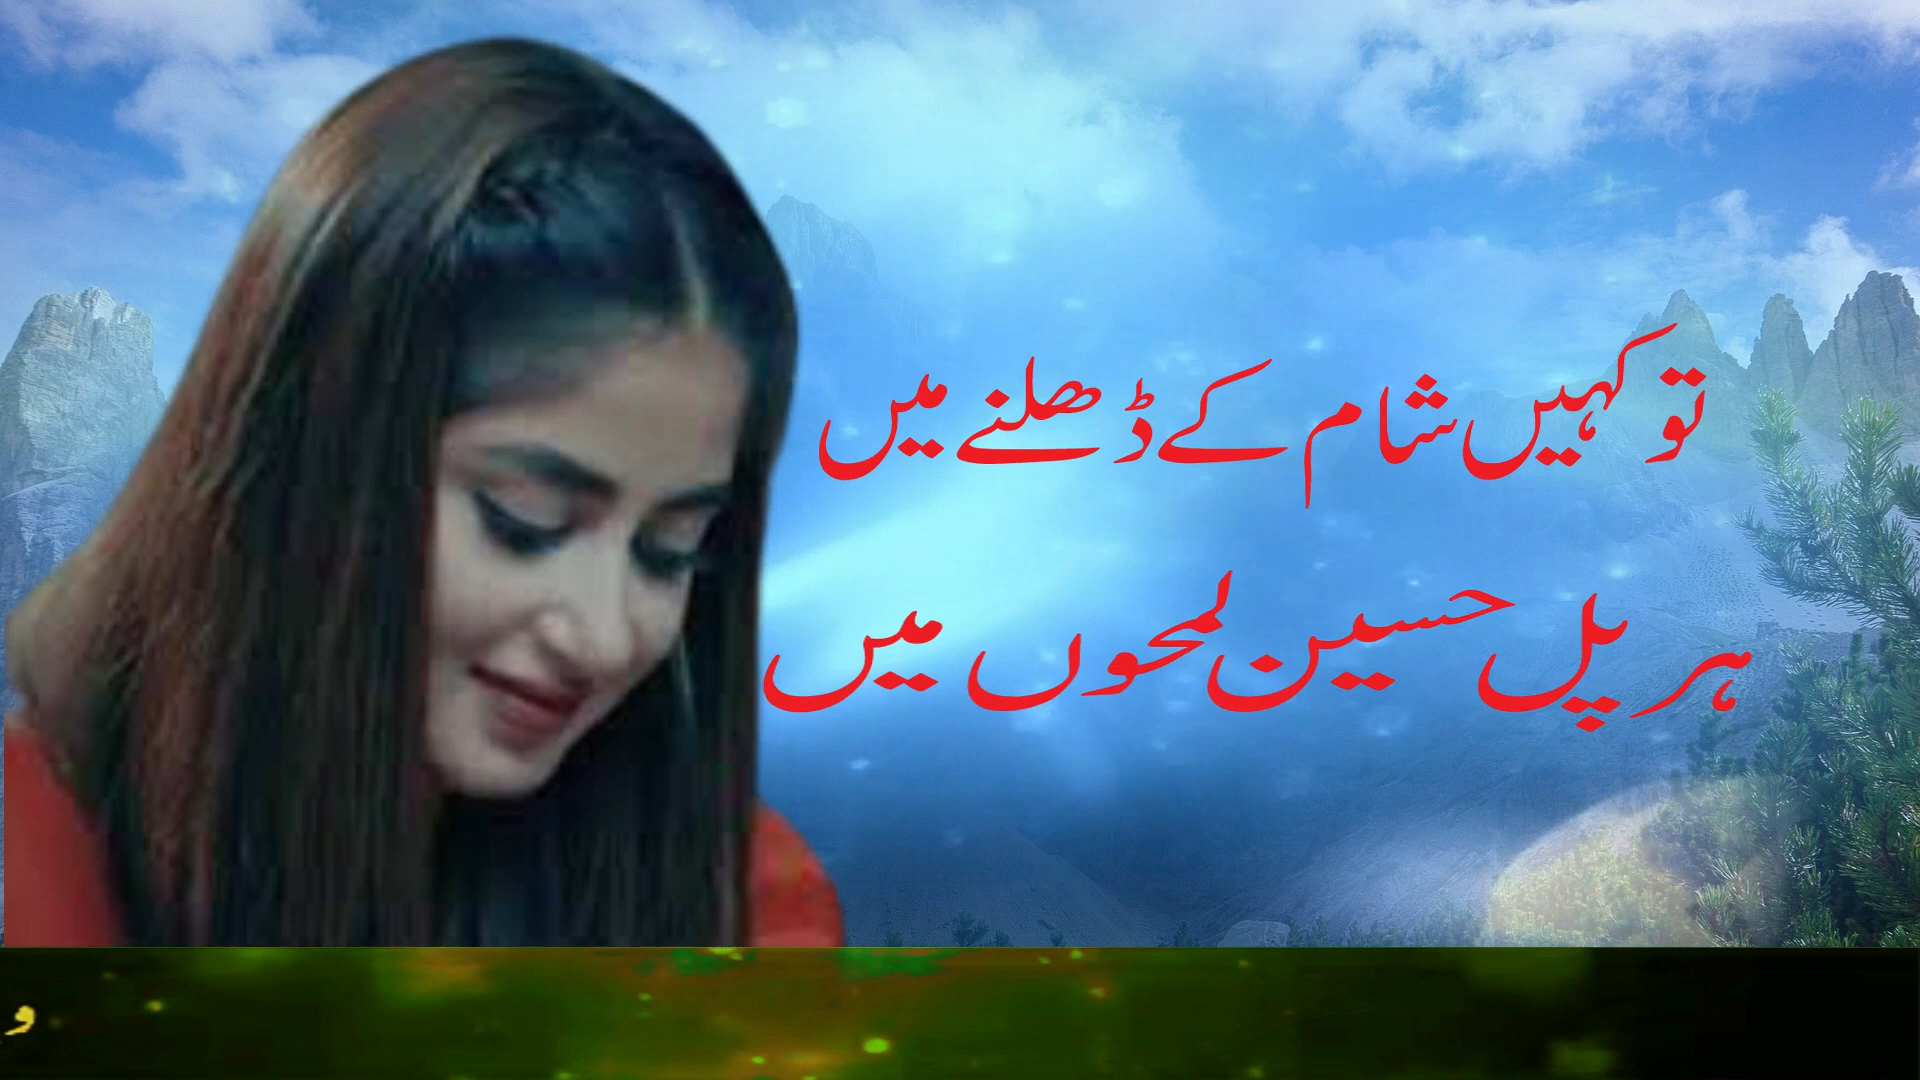 تو کہیں شام کے ڈھلنے میں
ہر پل حسین لمحوں میں
و